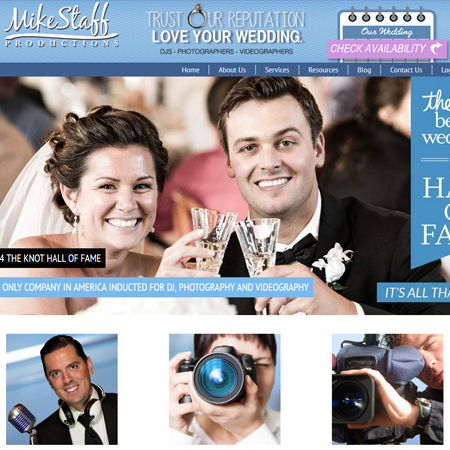 MikeStaff
PRODUCTIONS
TRUST OUR REPUTATION
LOVE YOUR WEDDING.
DJS - PHOTOGRAPHERS - VIDEOGRAPHERS
Our Wedding
CHECK AVAILABILITY
Home | About Us | Services | Resources | Blog | Contact Us | Lo
the
be
wed
HA
FA
4 THE KNOT HALL OF FAME
ONLY COMPANY IN AMERICA INDUCTED FOR DJ, PHOTOGRAPHY AND VIDEOGRAPHY
IT'S ALL THA